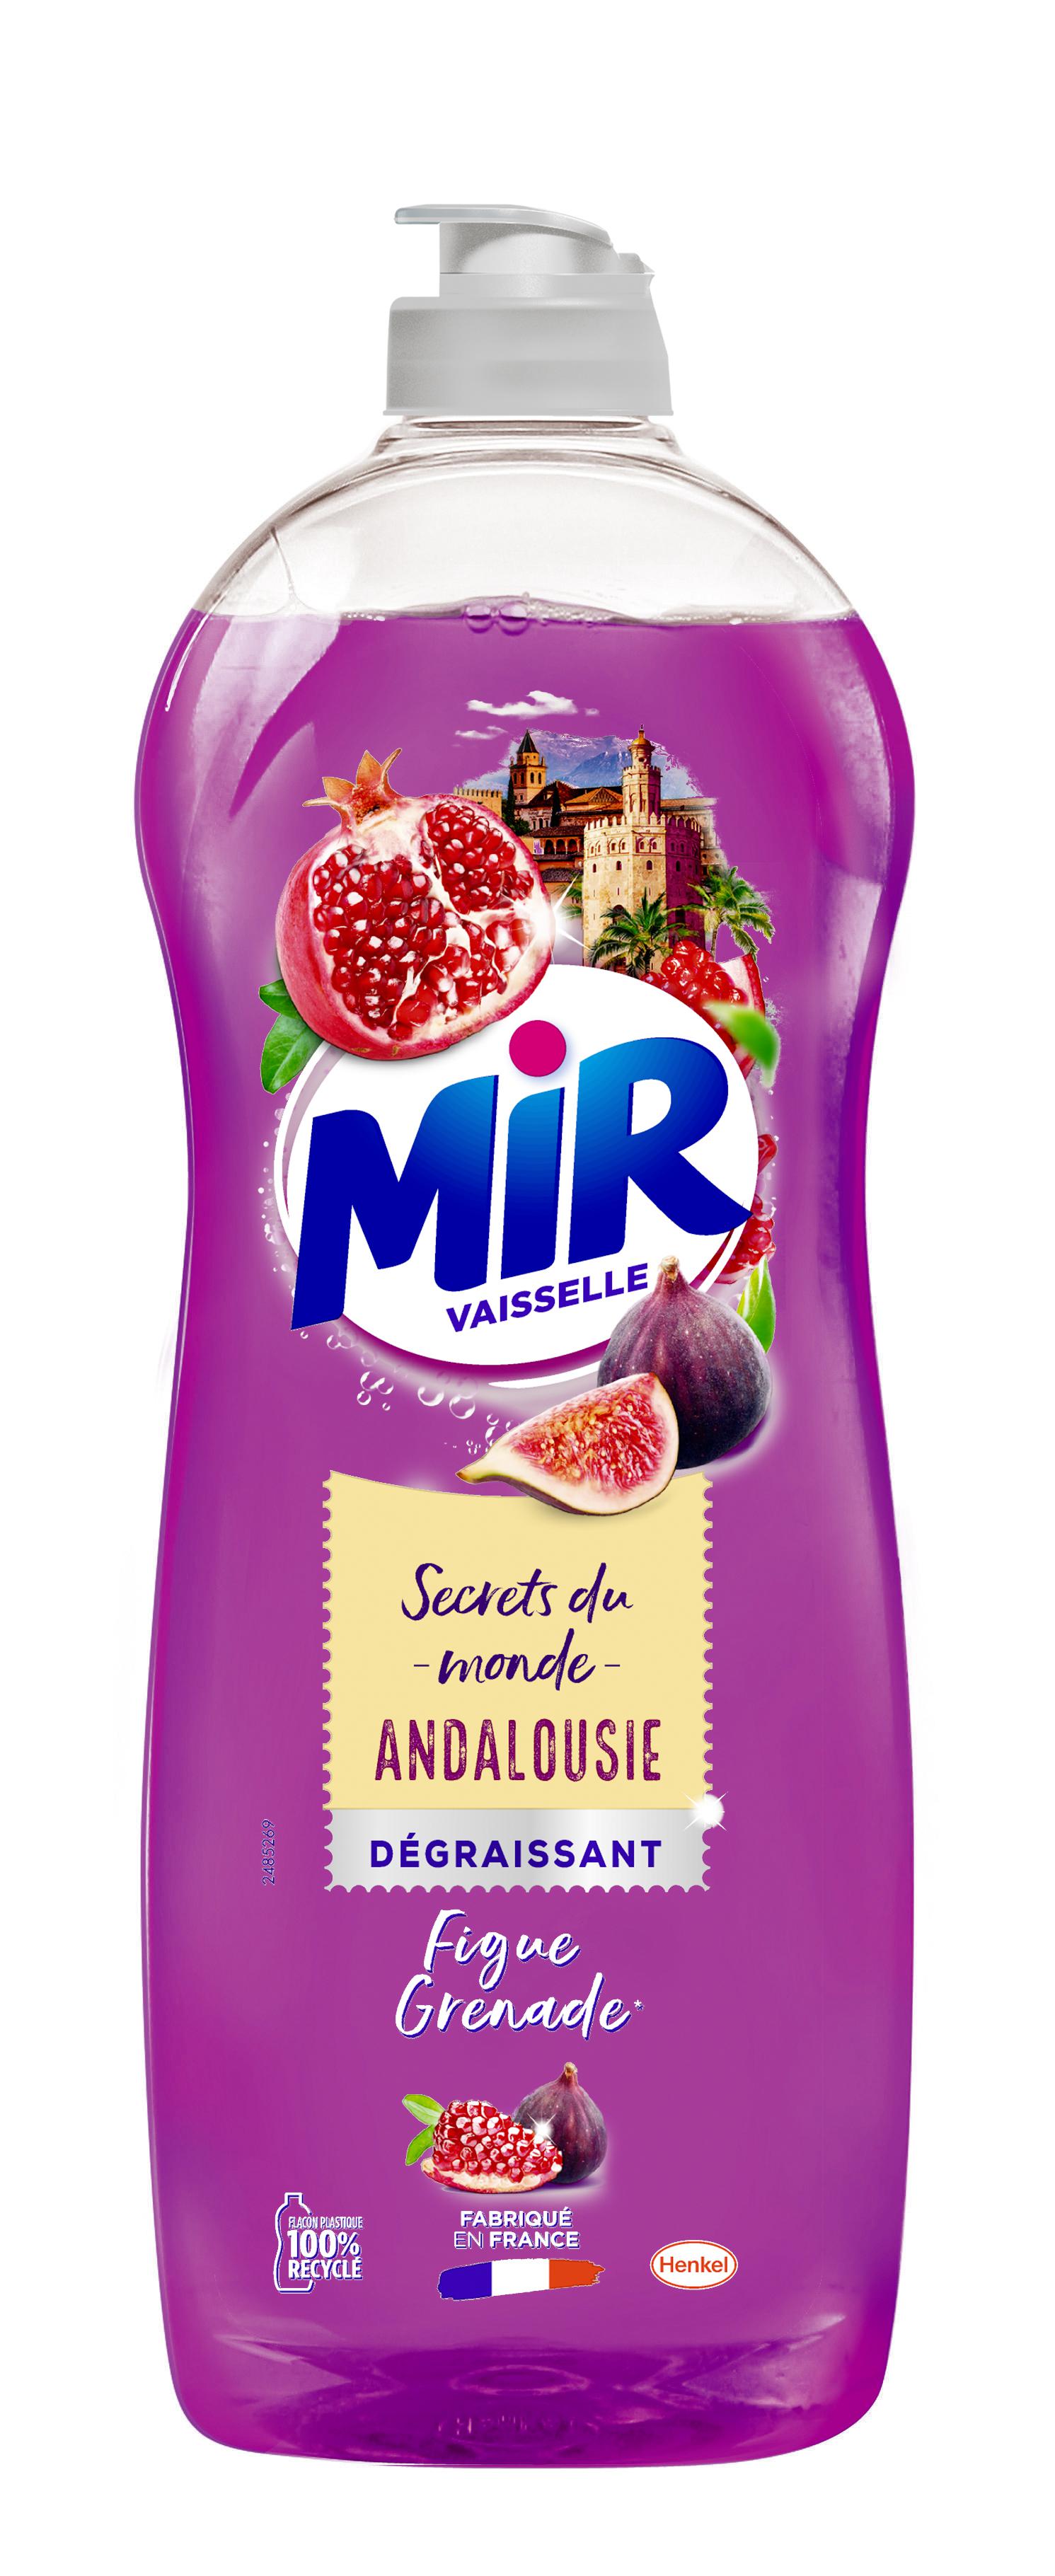 MiR
VAISSELLE
Secrets du
- monde -
ANDALOUSIE
DÉGRAISSANT
2485269
Figue
Grenade*
FLACON PLASTIQUE
100%
RECYCLÉ
FABRIQUÉ
EN FRANCE
Henkel